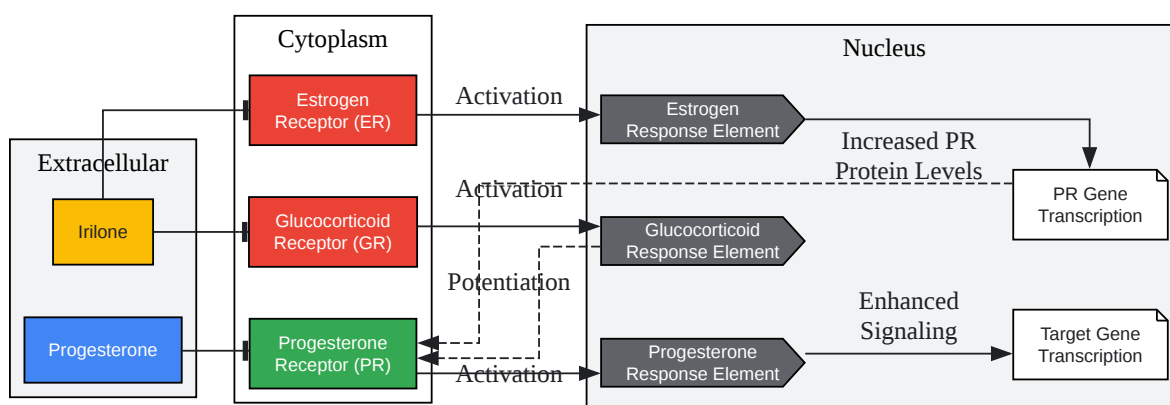 Cytoplasm
Nucleus
Extracellular
Estrogen
Receptor (ER)
Activation
Estrogen
Response Element
Increased PR
Protein Levels
PR Gene
Transcription
Irilone
Glucocorticoid
Receptor (GR)
Activation
Glucocorticoid
Response Element
Potentiation
Enhanced
Signaling
Progesterone
Progesterone
Receptor (PR)
Activation
Progesterone
Response Element
Target Gene
Transcription